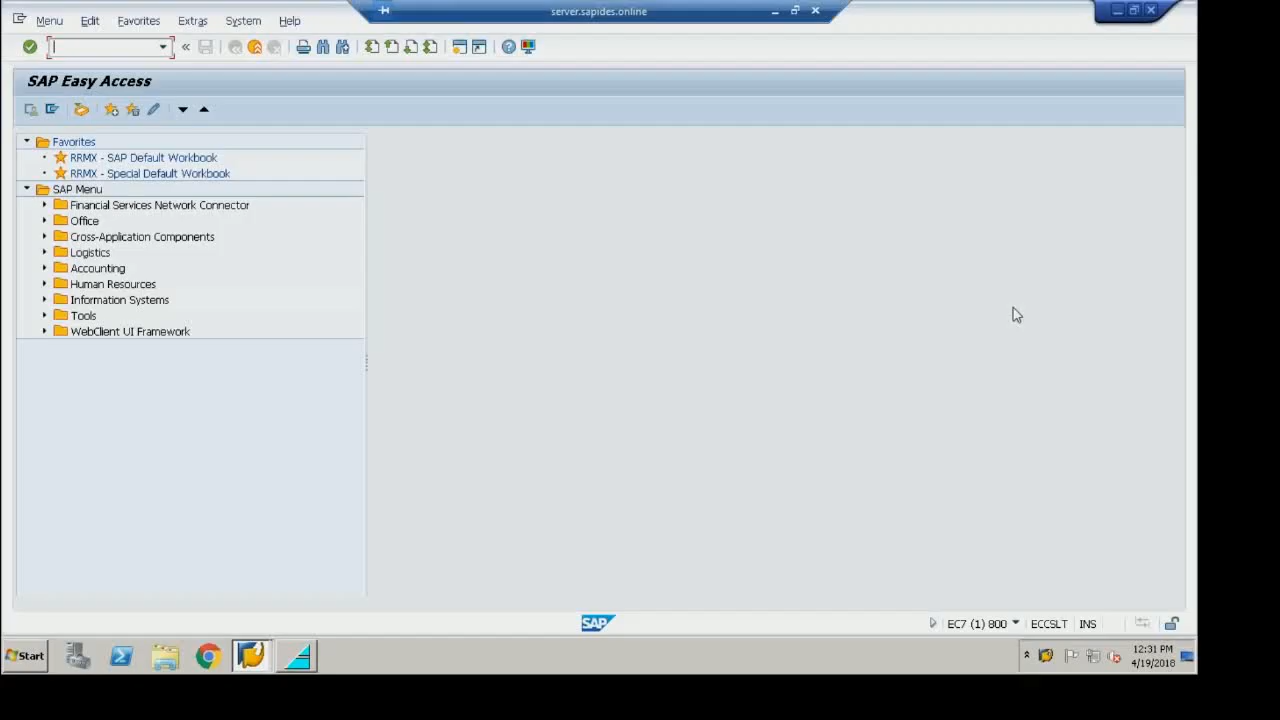 server.sapides.online
Menu Edit Favorites Extras System Help
SAP Easy Access
Favorites
RRMX - SAP Default Workbook
RRMX - Special Default Workbook
SAP Menu
Financial Services Network Connector
Office
Cross-Application Components
Logistics
Accounting
Human Resources
Information Systems
Tools
WebClient UI Framework
SAP
EC7 (1) 800 ECCSLT INS
Start
12:31 PM
4/19/2018